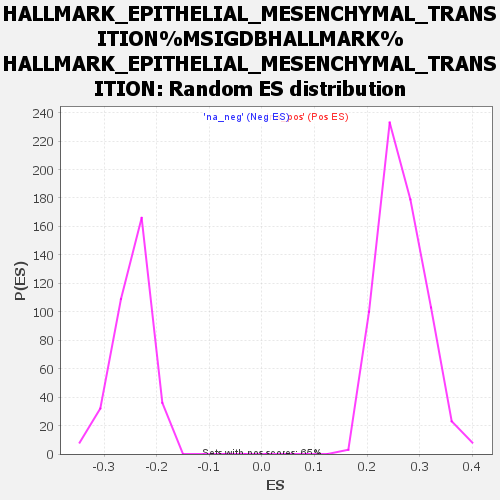 HALLMARK_EPITHELIAL_MESENCHYMAL_TRANS
ITION%MSIGDBHALLMARK%
HALLMARK_EPITHELIAL_MESENCHYMAL_TRANS
ITION: Random ES distribution
'na_neg' (Neg ES) pos' (Pos ES)
240
220
200
180
160
140
120
100
80
60
40
20
0
P(ES)
Sets with pos scores: 65%
-0.3 -0.2 -0.1 0.0 0.1 0.2 0.3 0.4
ES